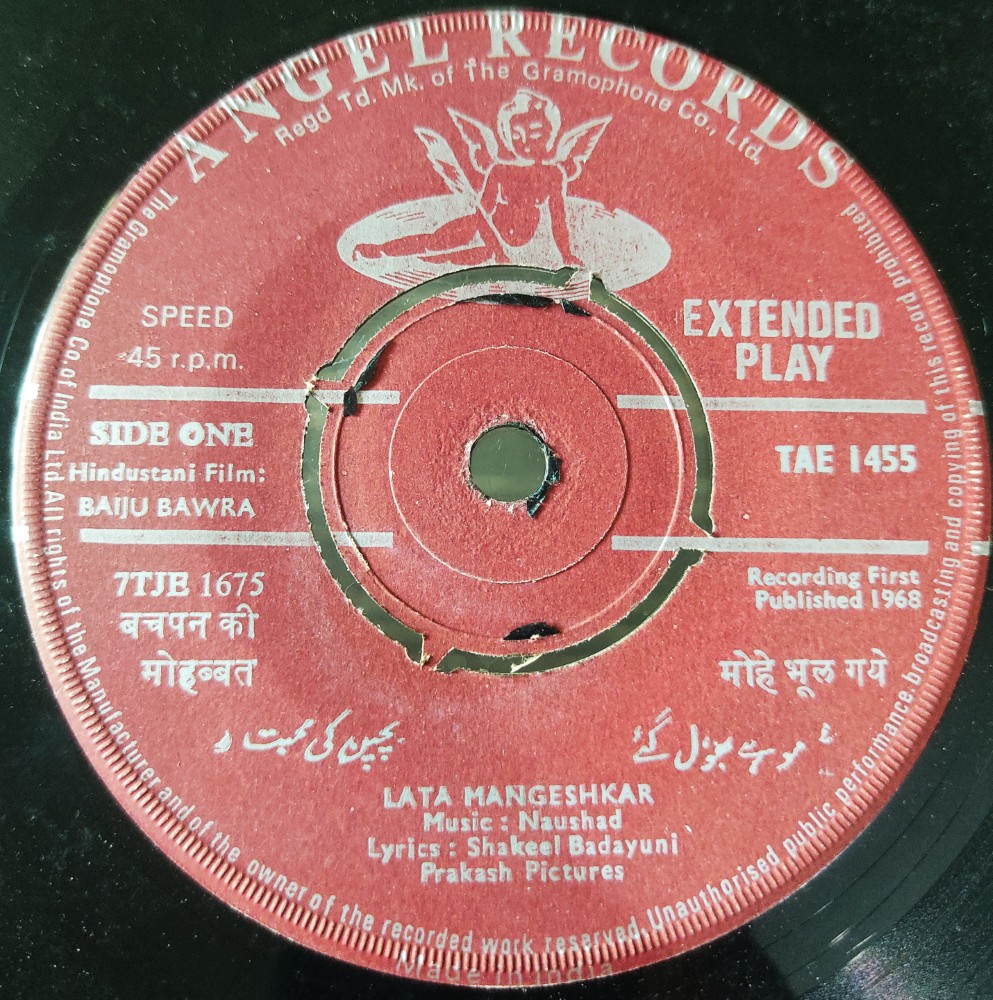 ANGEL RECORDS
Regd Td. Mk. of The Gramophone Co., Ltd.
SPEED
45 r.p.m.
EXTENDED
PLAY
SIDE ONE
Hindustani Film:
BAIJU BAWRA
TAE 1455
7TJE 1675
Recording First
Published 1968
बचपन की
मोहब्बत
मोहे भूल गये
بچپن کی محبت
موہے بھول گئے
LATA MANGESHKAR
Music : Naushad
Lyrics : Shakeel Badayuni
Prakash Pictures
The Gramophone Co. of India Ltd. All rights of the Manufacturer and of the owner of the recorded work reserved. Unauthorised public performance, broadcasting and copying of this record prohibited
Made in India